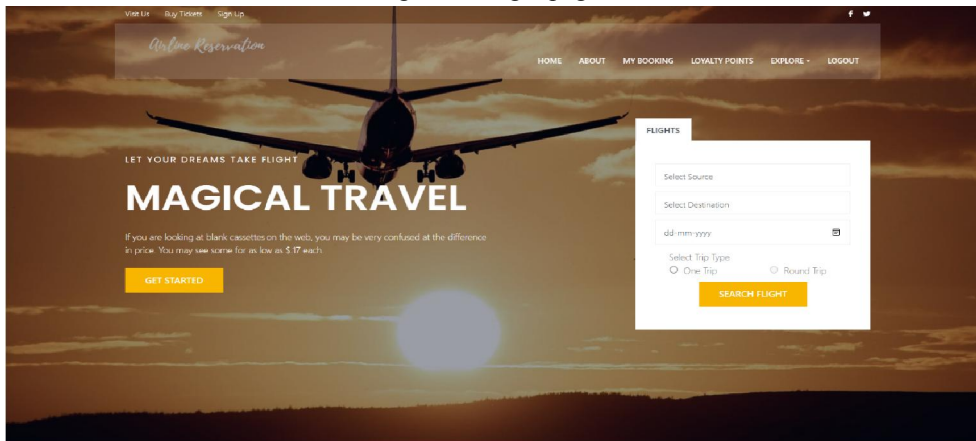 Visit Us Buy Tickets Sign Up
Airline Reservation
HOME ABOUT MY BOOKING LOYALTY POINTS EXPLORE LOGOUT
LET YOUR DREAMS TAKE FLIGHT
MAGICAL TRAVEL
If you are looking at blank cassettes on the web, you may be very confused at the difference
in price. You may see some for as low as $.17 each.
GET STARTED
FLIGHTS
Select Source
Select Destination
dd-mm-yyyy
Select Trip Type
One Trip Round Trip
SEARCH FLIGHT